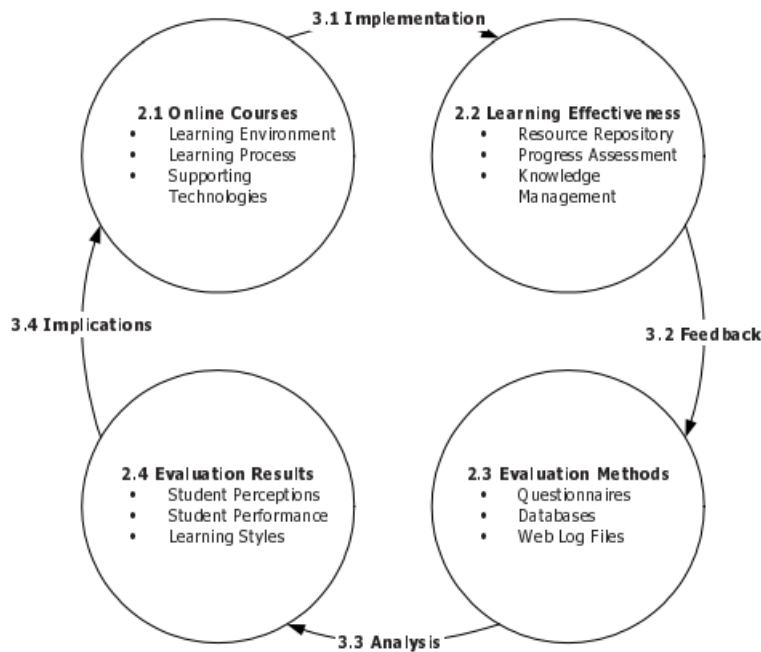 3.1 Implementation
2.1 Online Courses
• Learning Environment
• Learning Process
• Supporting
Technologies
2.2 Learning Effectiveness
• Resource Repository
• Progress Assessment
• Knowledge
Management
3.4 Implications
3.2 Feedback
2.4 Evaluation Results
• Student Perceptions
• Student Performance
• Learning Styles
2.3 Evaluation Methods
• Questionnaires
• Databases
• Web Log Files
3.3 Analysis